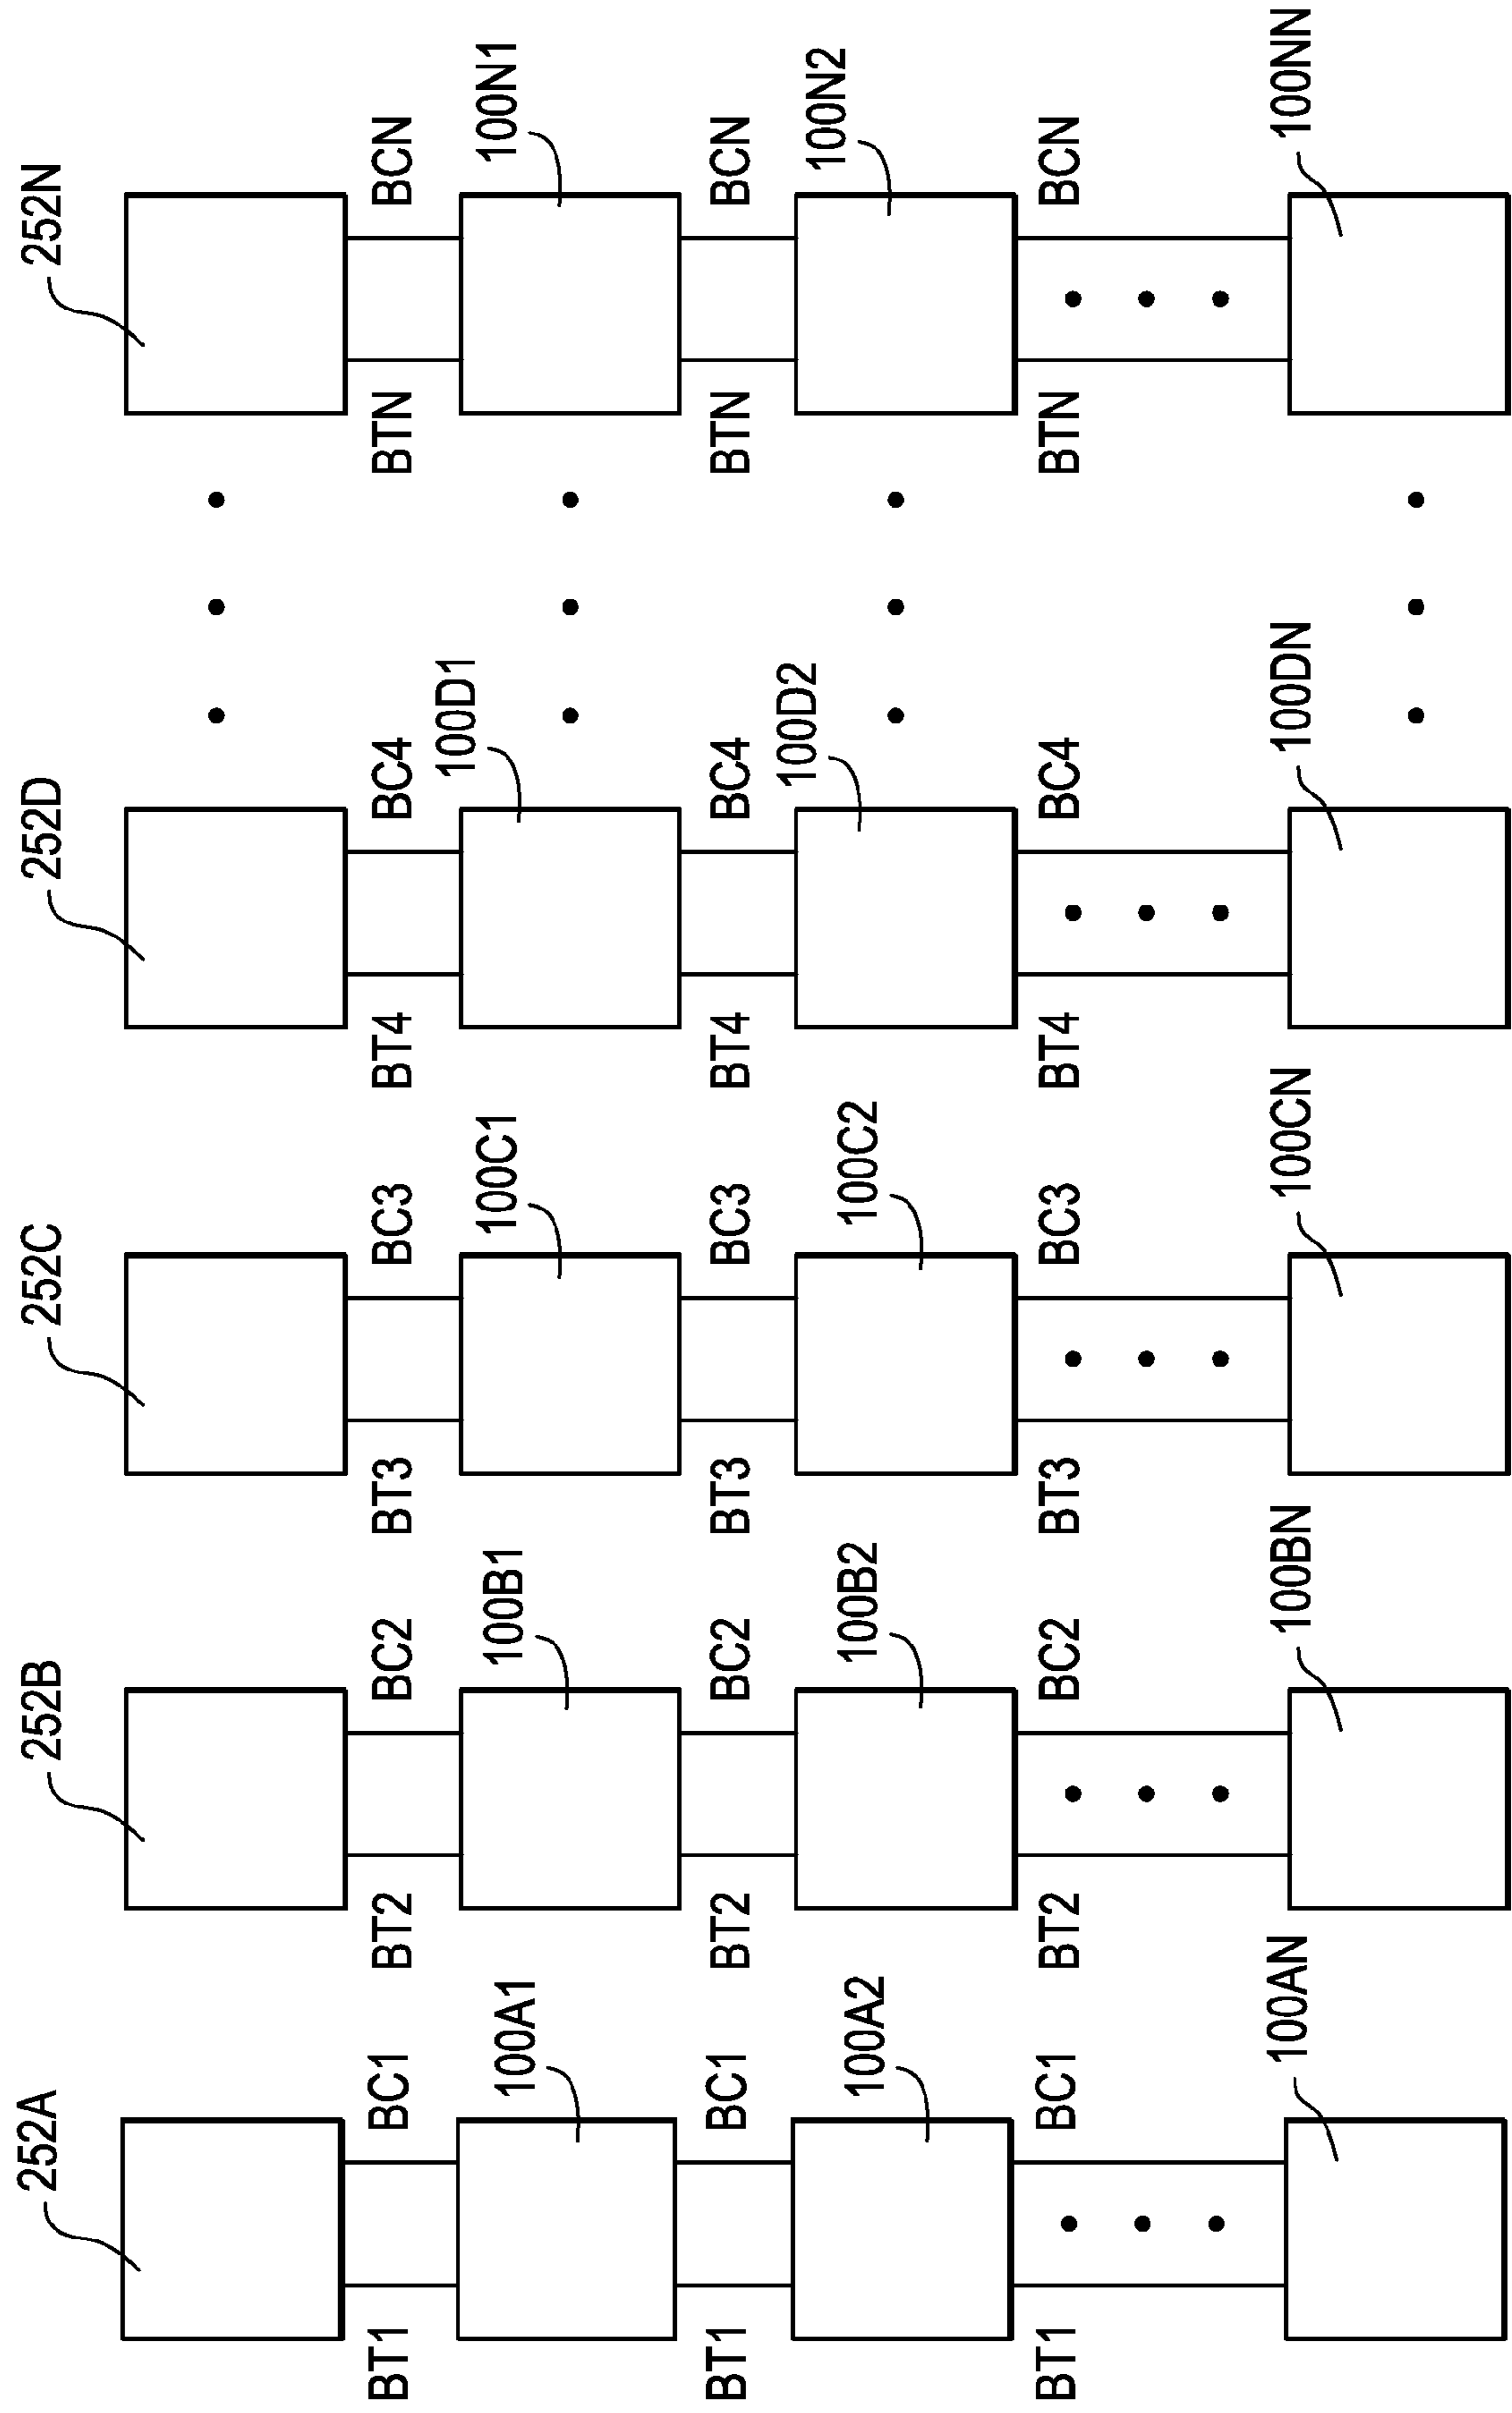 252A
252B
252C
252D
252N
BT1
BC1
BT2
BC2
BT3
BC3
BT4
BC4
BTN
BCN
100A1
100B1
100C1
100D1
100N1
BT1
BC1
BT2
BC2
BT3
BC3
BT4
BC4
BTN
BCN
100A2
100B2
100C2
100D2
100N2
BT1
BC1
BT2
BC2
BT3
BC3
BT4
BC4
BTN
BCN
100AN
100BN
100CN
100DN
100NN